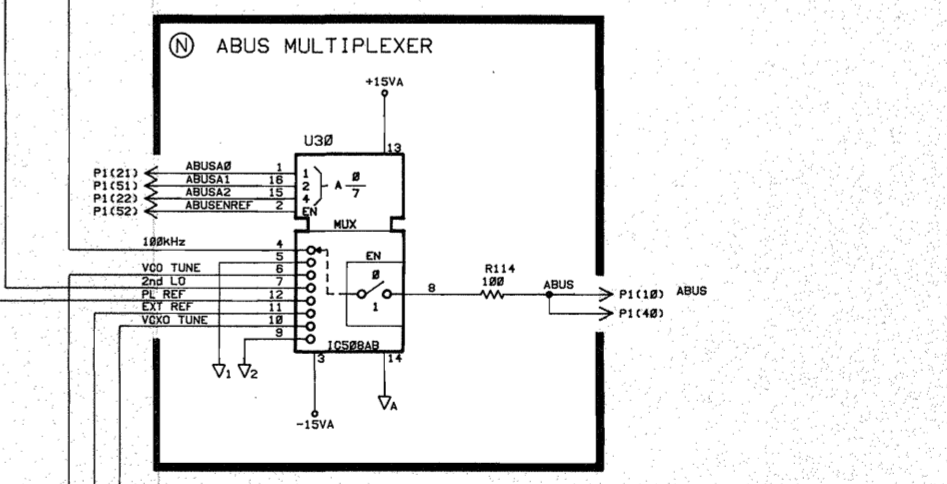 N ABUS MULTIPLEXER
+15VA
U30
13
P1(21) ABUSA0 1 1
P1(51) ABUSA1 16 2 A 0/7
P1(22) ABUSA2 15 4
P1(52) ABUSENREF 2 EN
MUX
100kHz 4
5 EN
VCO TUNE 6 0
2nd LO 7 R114
PL REF 12 8 100 ABUS P1(10) ABUS
EXT REF 11 1 P1(40)
VCXO TUNE 10
9
IC508AB
3 14
1 2
A
-15VA